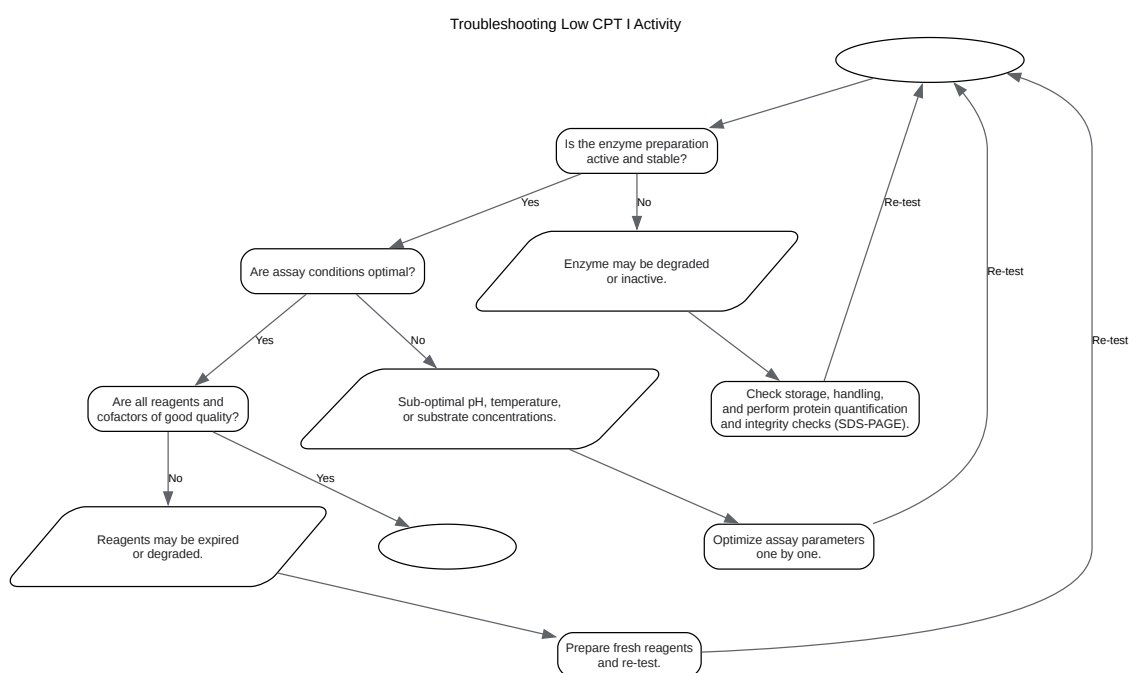 Troubleshooting Low CPT I Activity
Is the enzyme preparation
active and stable?
Yes
No
Re-test
Are assay conditions optimal?
Enzyme may be degraded
or inactive.
Re-test
Yes
No
Re-test
Are all reagents and
cofactors of good quality?
Sub-optimal pH, temperature,
or substrate concentrations.
Check storage, handling,
and perform protein quantification
and integrity checks (SDS-PAGE).
No
Yes
Reagents may be expired
or degraded.
Optimize assay parameters
one by one.
Prepare fresh reagents
and re-test.